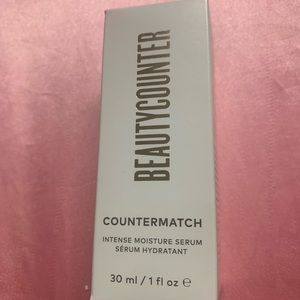 BEAUTYCOUNTER
COUNTERMATCH
INTENSE MOISTURE SERUM
SÉRUM HYDRATANT
30 ml / 1 fl oz ℮